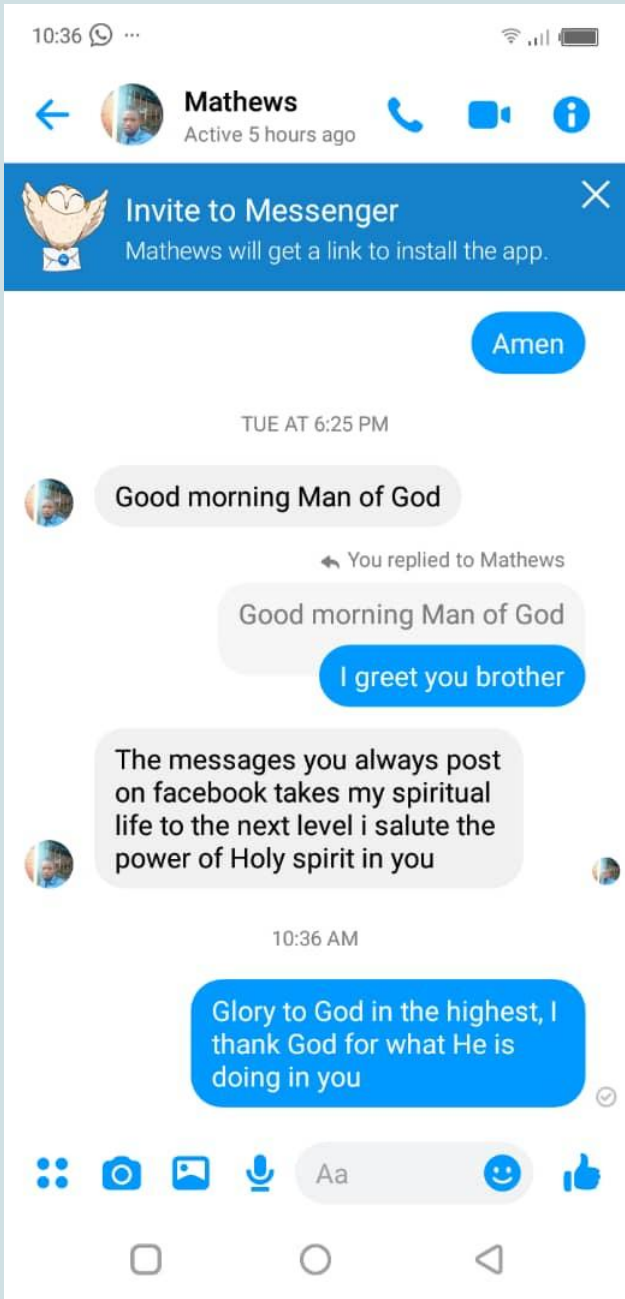 10:36 ...
Mathews
Active 5 hours ago
Invite to Messenger
Mathews will get a link to install the app.
Amen
TUE AT 6:25 PM
Good morning Man of God
You replied to Mathews
Good morning Man of God
I greet you brother
The messages you always post
on facebook takes my spiritual
life to the next level i salute the
power of Holy spirit in you
10:36 AM
Glory to God in the highest, I
thank God for what He is
doing in you
Aa